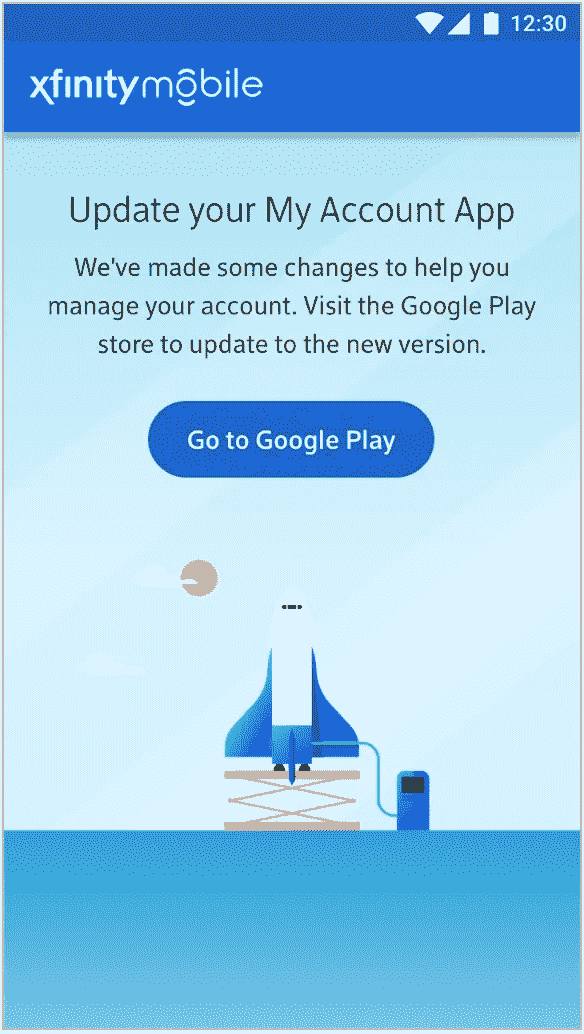 12:30
xfinitymobile
Update your My Account App
We've made some changes to help you
manage your account. Visit the Google Play
store to update to the new version.
Go to Google Play